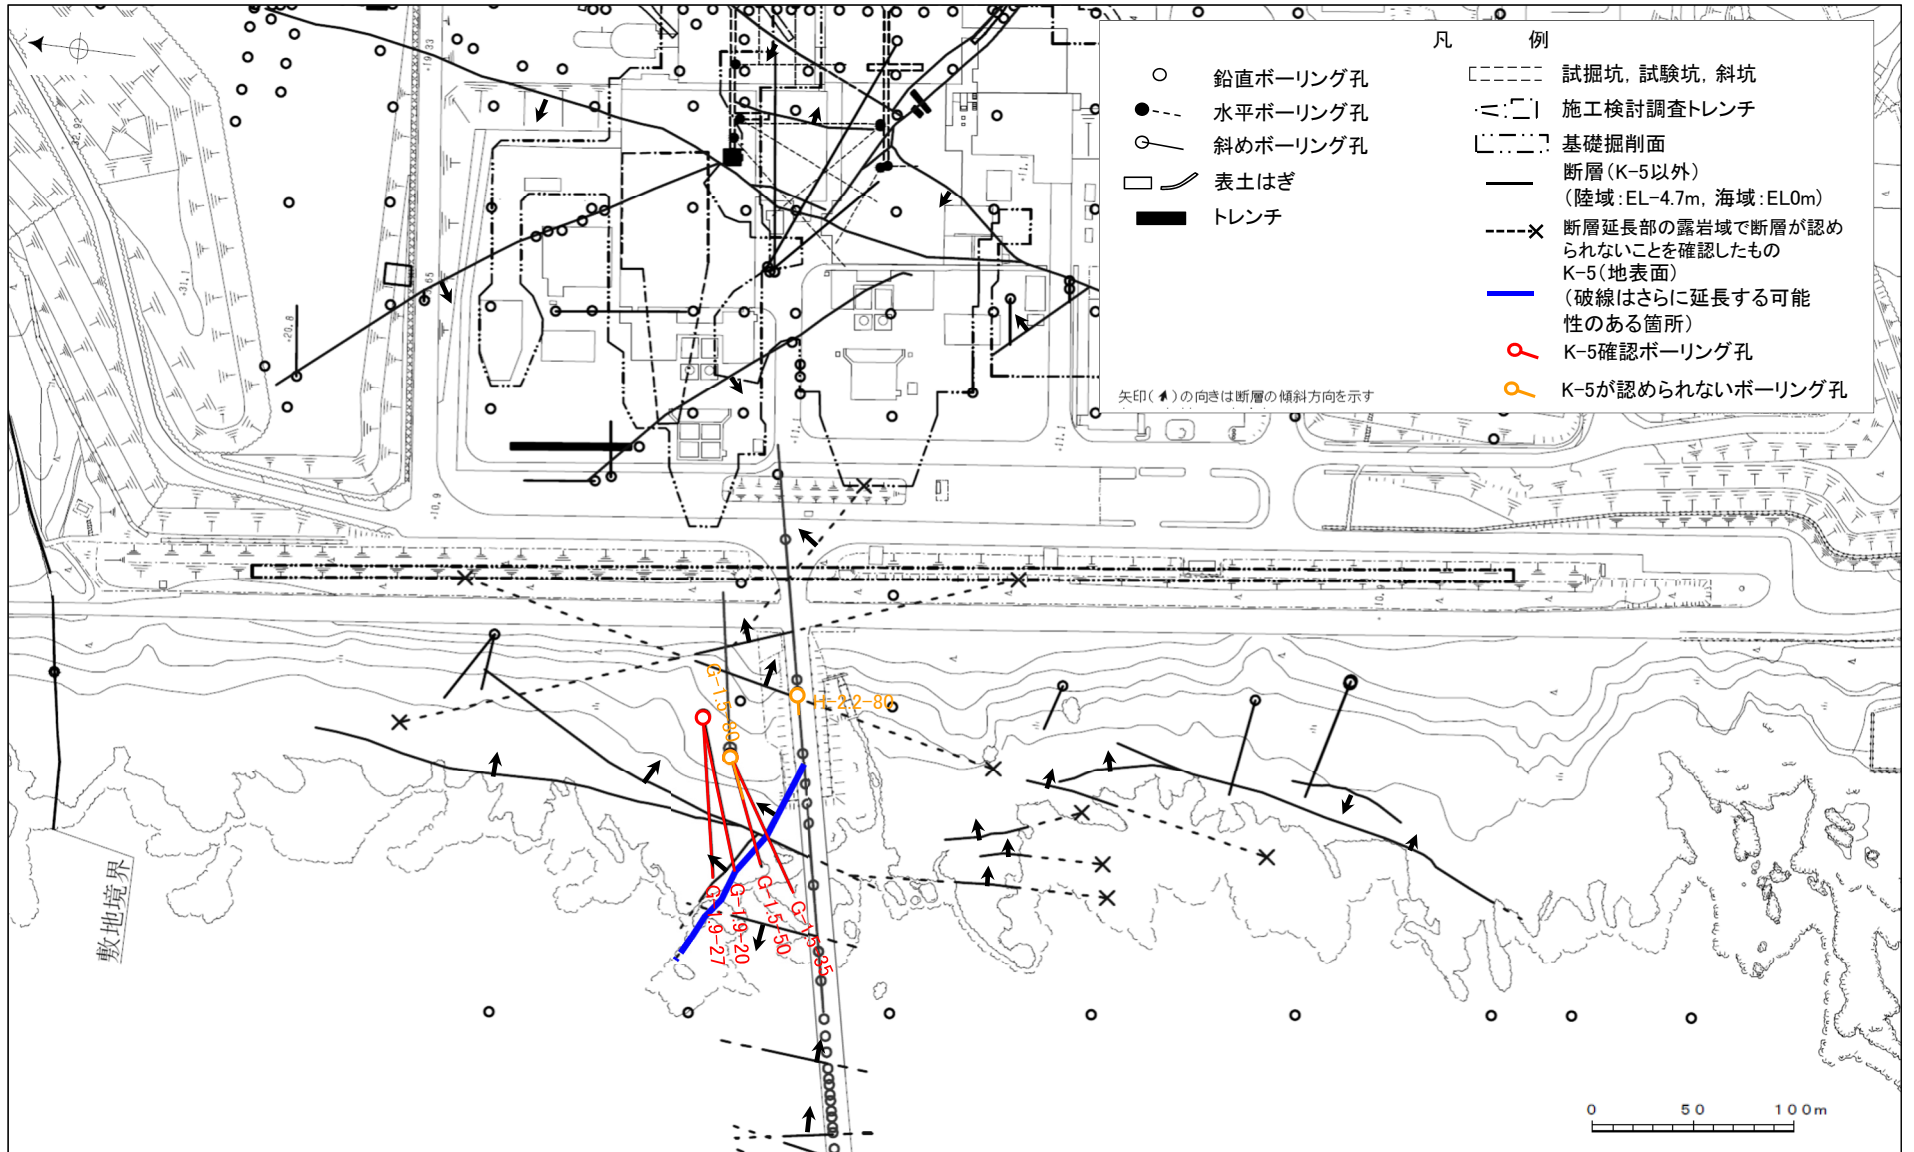 凡　例
鉛直ボーリング孔
水平ボーリング孔
斜めボーリング孔
表土はぎ
トレンチ
試掘坑, 試験坑, 斜坑
施工検討調査トレンチ
基礎掘削面
断層(K-5以外)
(陸域:EL-4.7m, 海域:EL0m)
断層延長部の露岩域で断層が認め
られないことを確認したもの
K-5(地表面)
(破線はさらに延長する可能
性のある箇所)
K-5確認ボーリング孔
K-5が認められないボーリング孔
矢印( )の向きは断層の傾斜方向を示す
G-1.5-80
H-2.2-80
G-1.9-27
G-1.9-20
G-1.5-50
G-1.5-35
敷地境界
0 50 100m